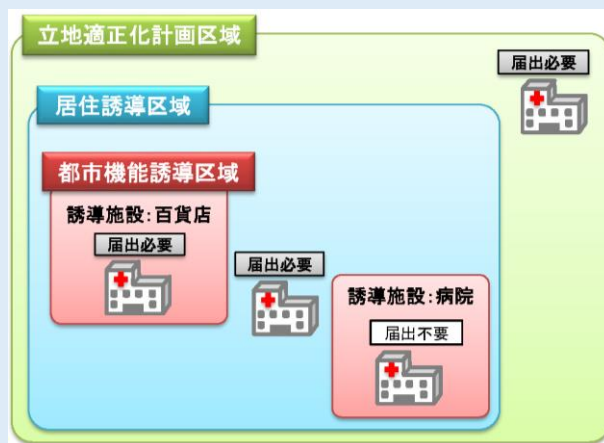 立地適正化計画区域
届出必要
居住誘導区域
都市機能誘導区域
誘導施設:百貨店
届出必要
届出必要
誘導施設:病院
届出不要